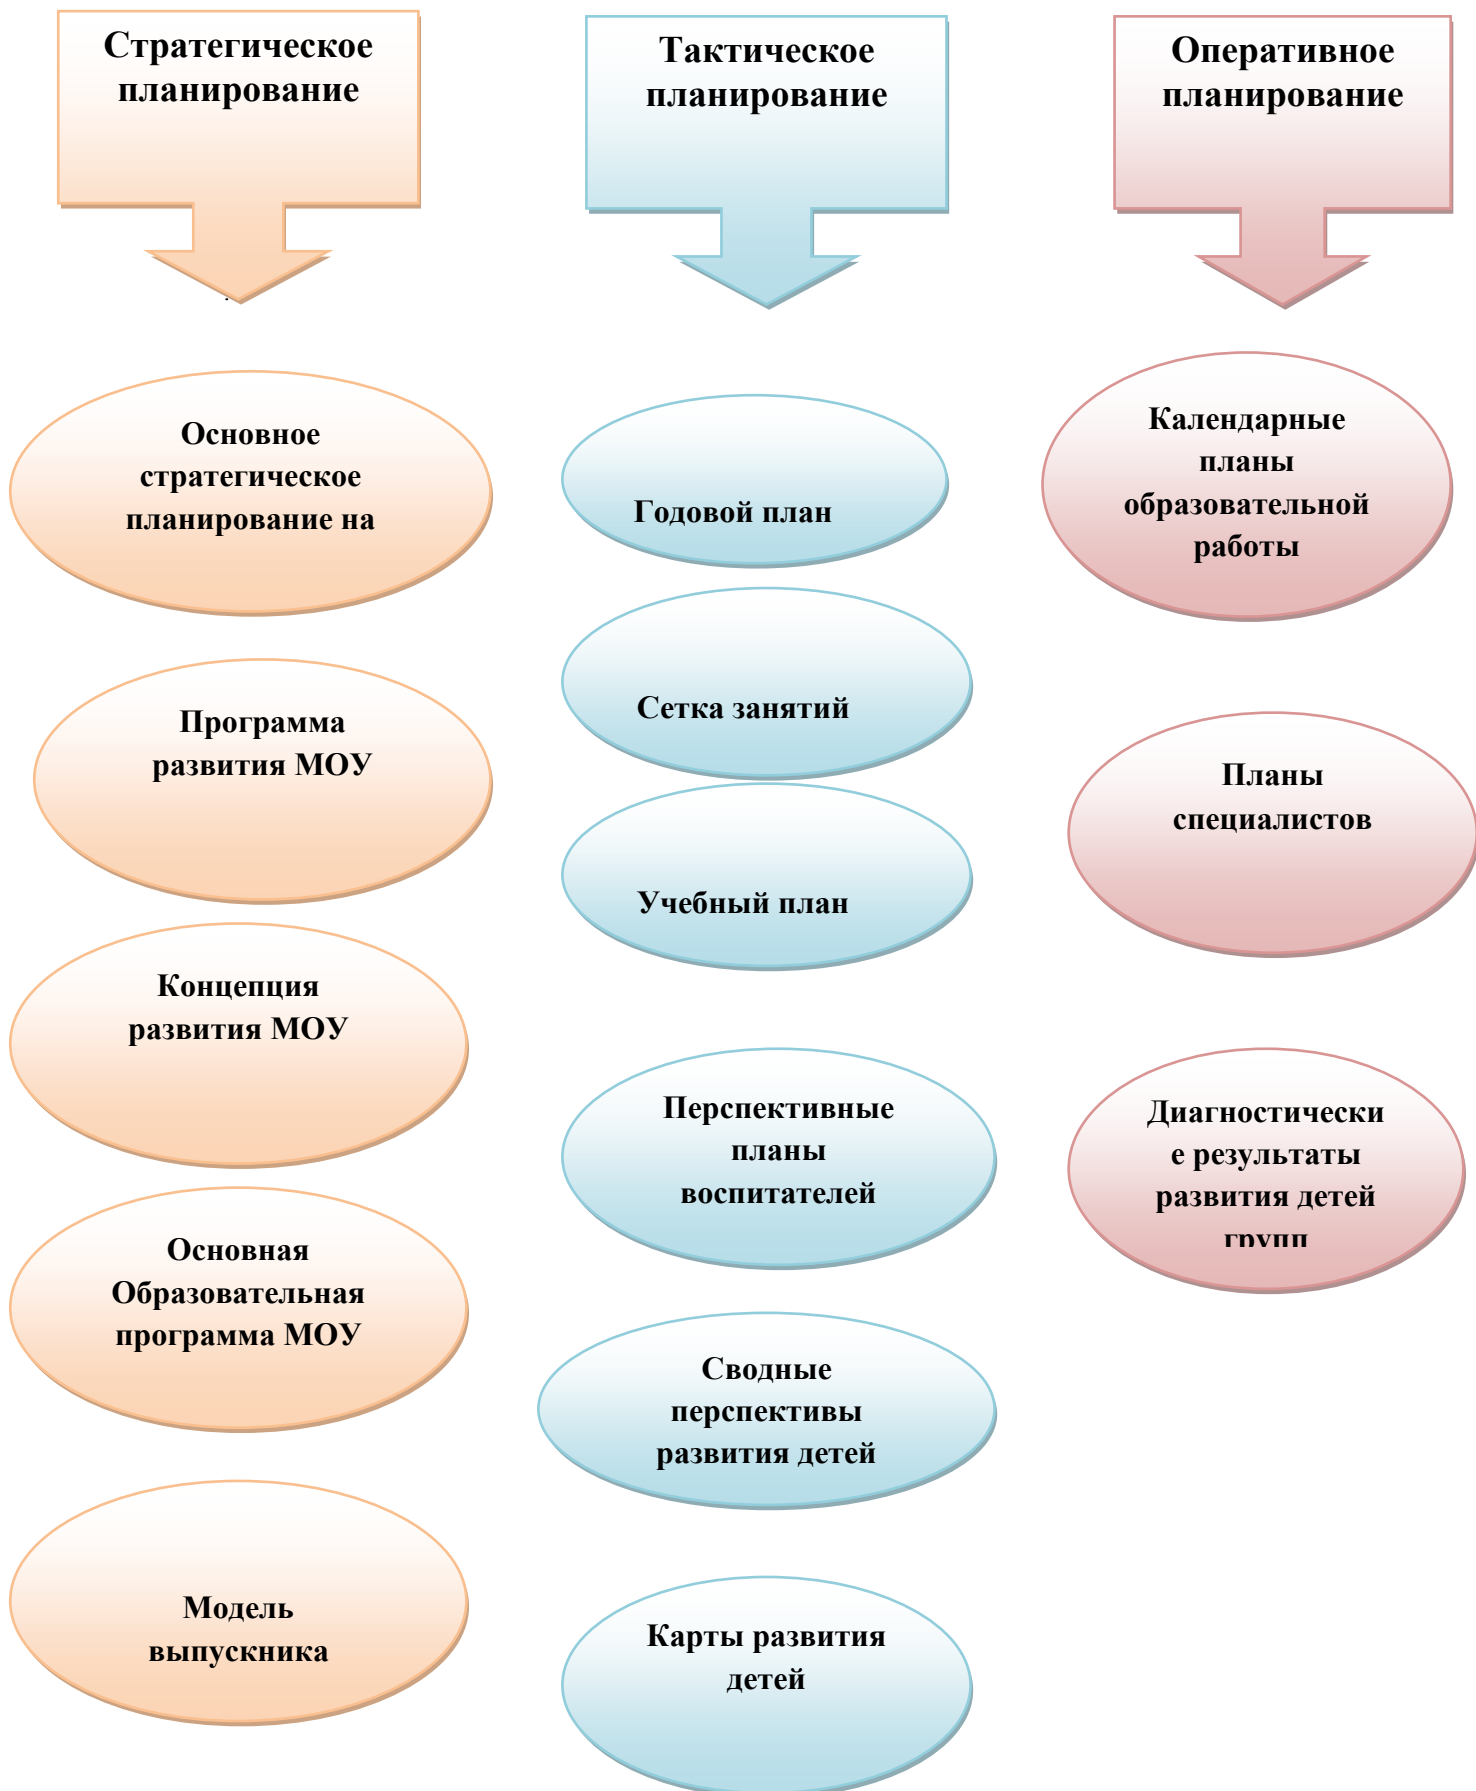 Стратегическое
планирование
Основное
стратегическое
планирование на
Программа
развития МОУ
Концепция
развития МОУ
Основная
Образовательная
программа МОУ
Модель
выпускника
Тактическое
планирование
Годовой план
Сетка занятий
Учебный план
Перспективные
планы
воспитателей
Сводные
перспективы
развития детей
Карты развития
детей
Оперативное
планирование
Календарные
планы
образовательной
работы
Планы
специалистов
Диагностически
е результаты
развития детей
групп